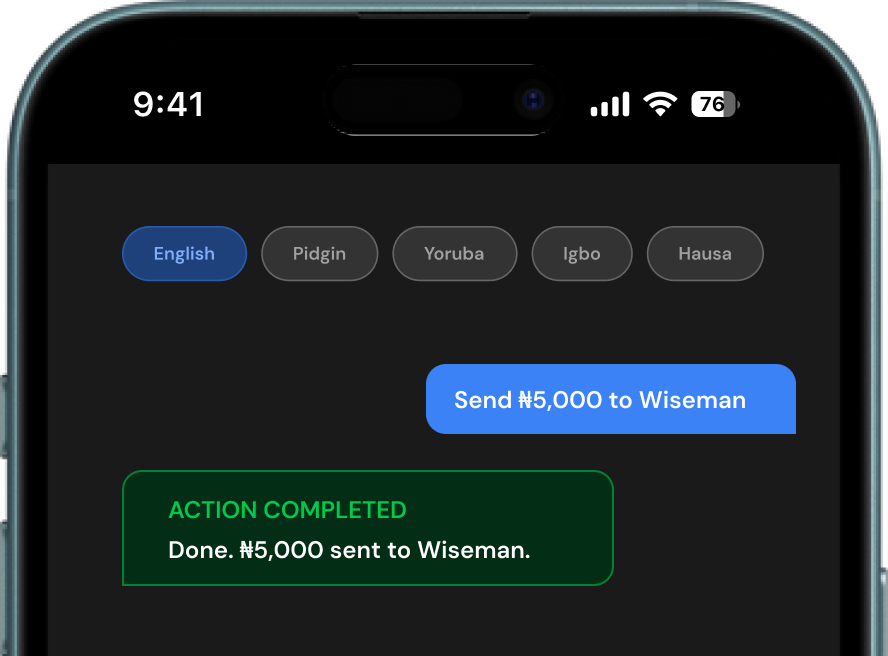 9:41
76
English
Pidgin
Yoruba
Igbo
Hausa
Send ₦5,000 to Wiseman
ACTION COMPLETED
Done. ₦5,000 sent to Wiseman.